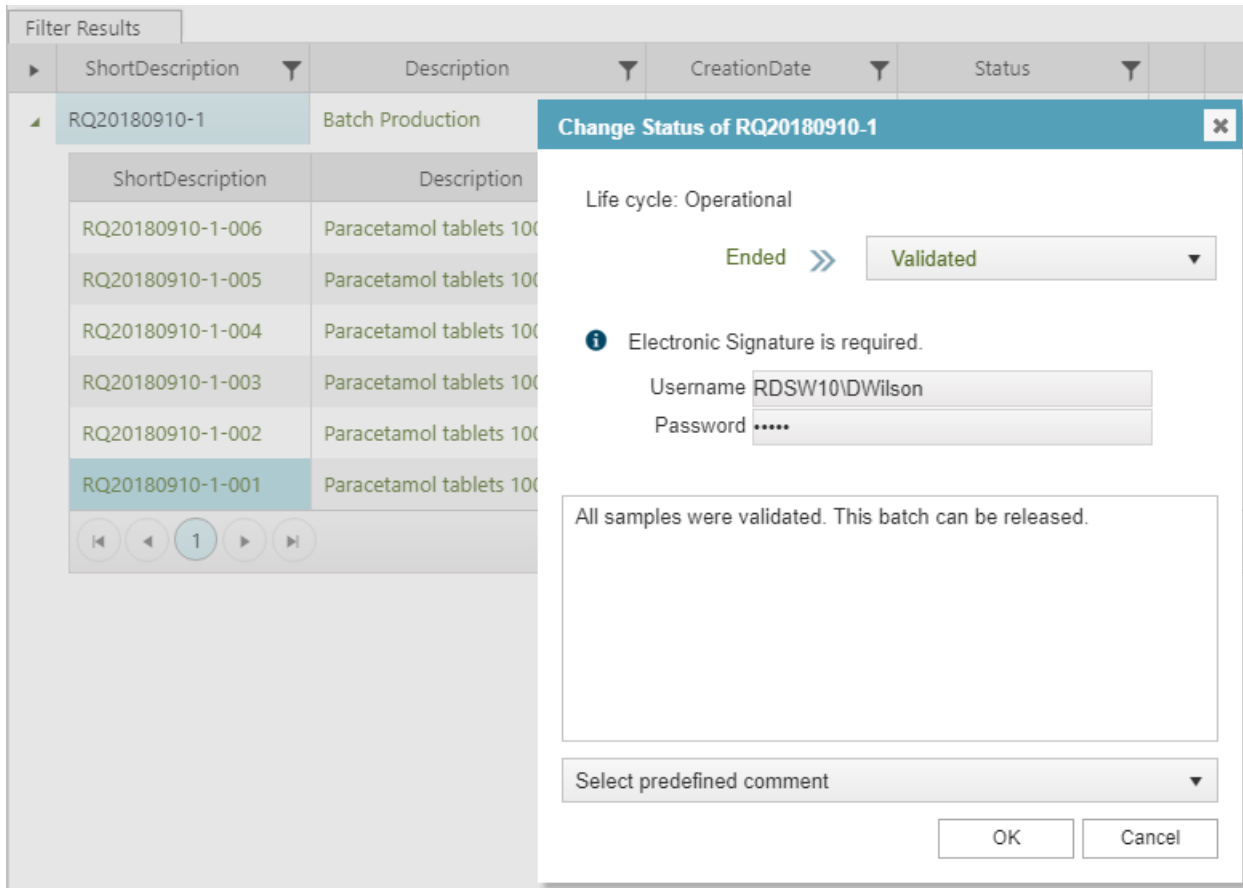 Filter Results
ShortDescription Description CreationDate Status
RQ20180910-1 Batch Production
Change Status of RQ20180910-1
ShortDescription Description
RQ20180910-1-006 Paracetamol tablets 100
RQ20180910-1-005 Paracetamol tablets 100
RQ20180910-1-004 Paracetamol tablets 100
RQ20180910-1-003 Paracetamol tablets 100
RQ20180910-1-002 Paracetamol tablets 100
RQ20180910-1-001 Paracetamol tablets 100
1
Life cycle: Operational
Ended Validated
Electronic Signature is required.
Username RDSW10\DWilson
Password •••••
All samples were validated. This batch can be released.
Select predefined comment
OK Cancel